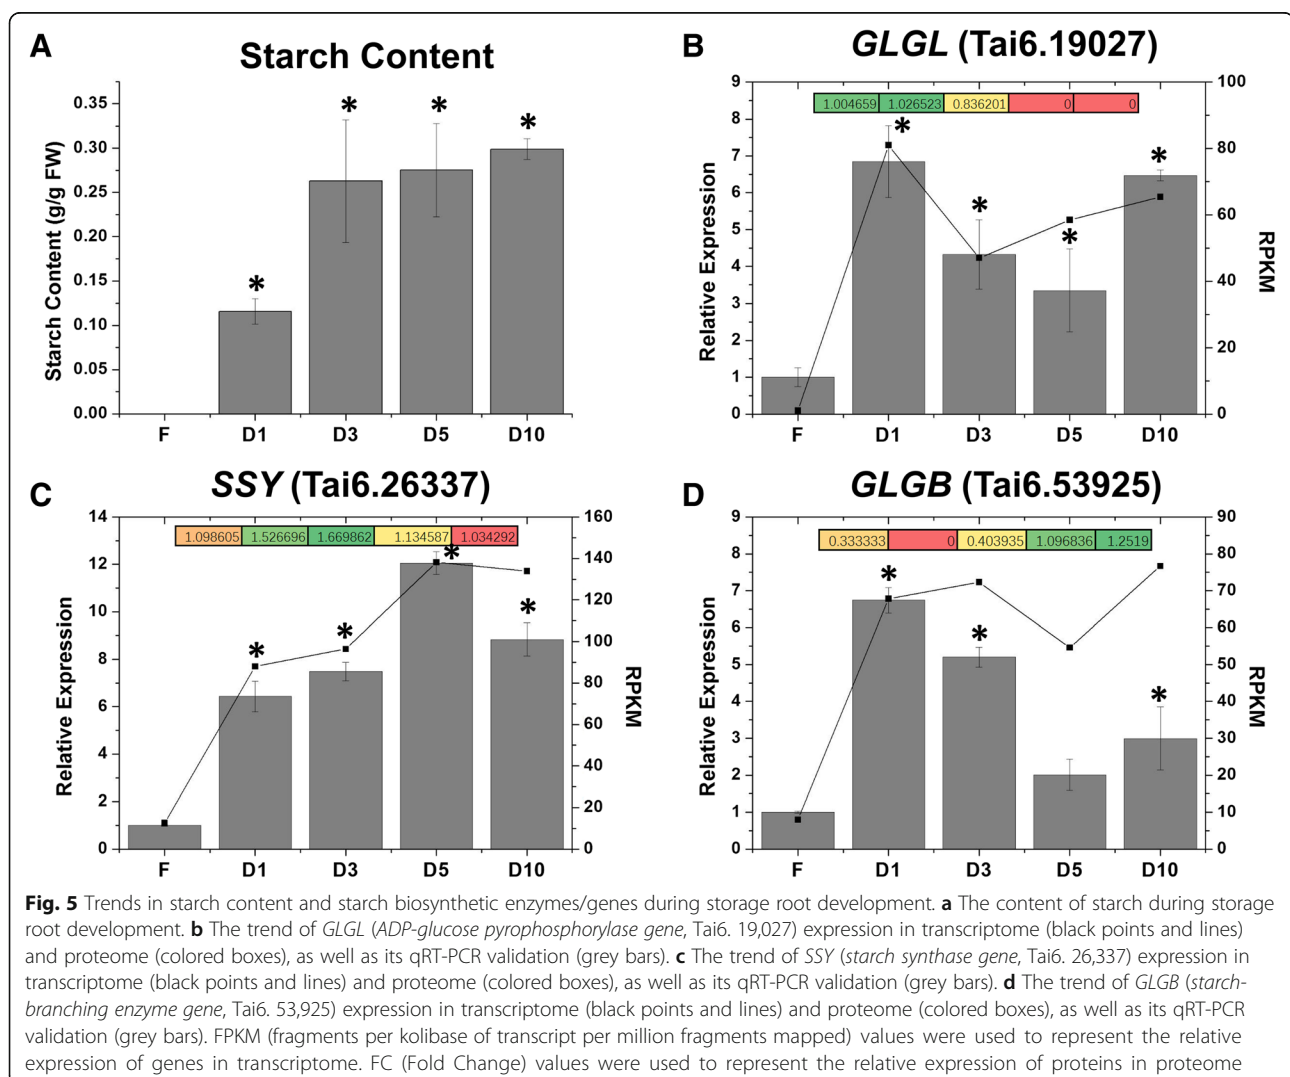 A
Starch Content
*
*
*
*
0.35
0.30
0.25
0.20
0.15
0.10
0.05
0.00
Starch Content (g/g FW)
F D1 D3 D5 D10
B
GLGL (Tai6.19027)
1.004659 1.026523 0.836201 0 0
*
*
*
*
9
8
7
6
5
4
3
2
1
0
Relative Expression
100
80
60
40
20
0
RPKM
F D1 D3 D5 D10
C
SSY (Tai6.26337)
1.098605 1.526696 1.669862 1.134587 1.034292
*
*
*
*
14
12
10
8
6
4
2
0
Relative Expression
160
140
120
100
80
60
40
20
0
RPKM
F D1 D3 D5 D10
D
GLGB (Tai6.53925)
0.333333 0 0.403935 1.096836 1.2519
*
*
*
9
8
7
6
5
4
3
2
1
0
Relative Expression
90
80
70
60
50
40
30
20
10
0
RPKM
F D1 D3 D5 D10
Fig. 5 Trends in starch content and starch biosynthetic enzymes/genes during storage root development. a The content of starch during storage
root development. b The trend of GLGL (ADP-glucose pyrophosphorylase gene, Tai6. 19,027) expression in transcriptome (black points and lines)
and proteome (colored boxes), as well as its qRT-PCR validation (grey bars). c The trend of SSY (starch synthase gene, Tai6. 26,337) expression in
transcriptome (black points and lines) and proteome (colored boxes), as well as its qRT-PCR validation (grey bars). d The trend of GLGB (starch-
branching enzyme gene, Tai6. 53,925) expression in transcriptome (black points and lines) and proteome (colored boxes), as well as its qRT-PCR
validation (grey bars). FPKM (fragments per kolibase of transcript per million fragments mapped) values were used to represent the relative
expression of genes in transcriptome. FC (Fold Change) values were used to represent the relative expression of proteins in proteome